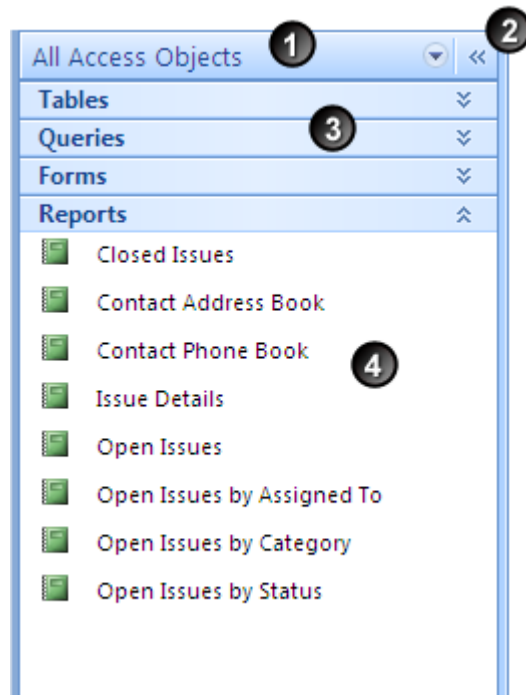 All Access Objects 1 « 2
Tables
Queries 3
Forms
Reports
Closed Issues
Contact Address Book
Contact Phone Book 4
Issue Details
Open Issues
Open Issues by Assigned To
Open Issues by Category
Open Issues by Status